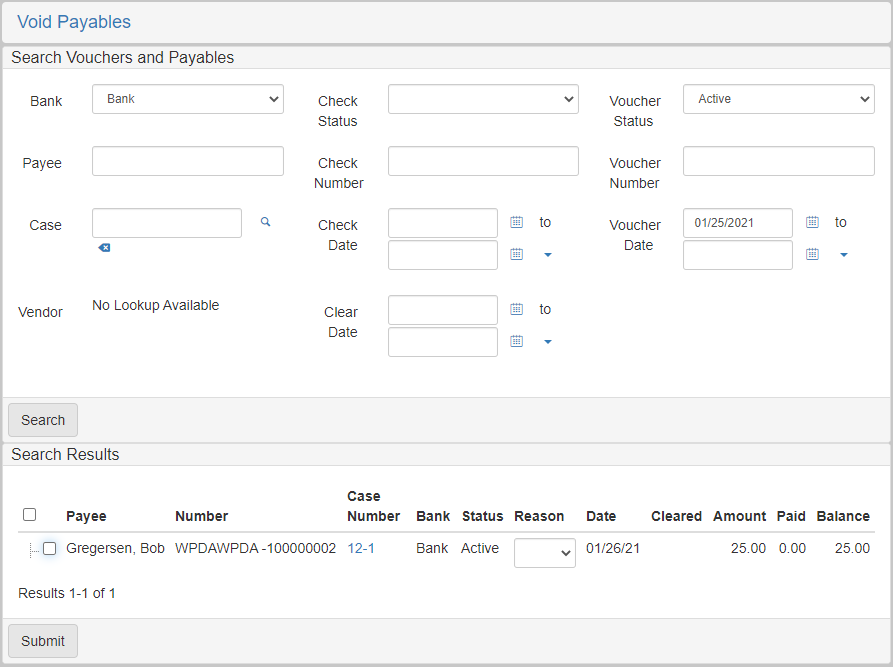 Void Payables
Search Vouchers and Payables
Bank Bank Check Status Voucher Status Active
Payee Check Number Voucher Number
Case Check Date to Voucher Date 01/25/2021 to
Vendor No Lookup Available Clear Date to
Search
Search Results
Payee Number Case Number Bank Status Reason Date Cleared Amount Paid Balance
Gregersen, Bob WPDAWPDA -100000002 12-1 Bank Active 01/26/21 25.00 0.00 25.00
Results 1-1 of 1
Submit